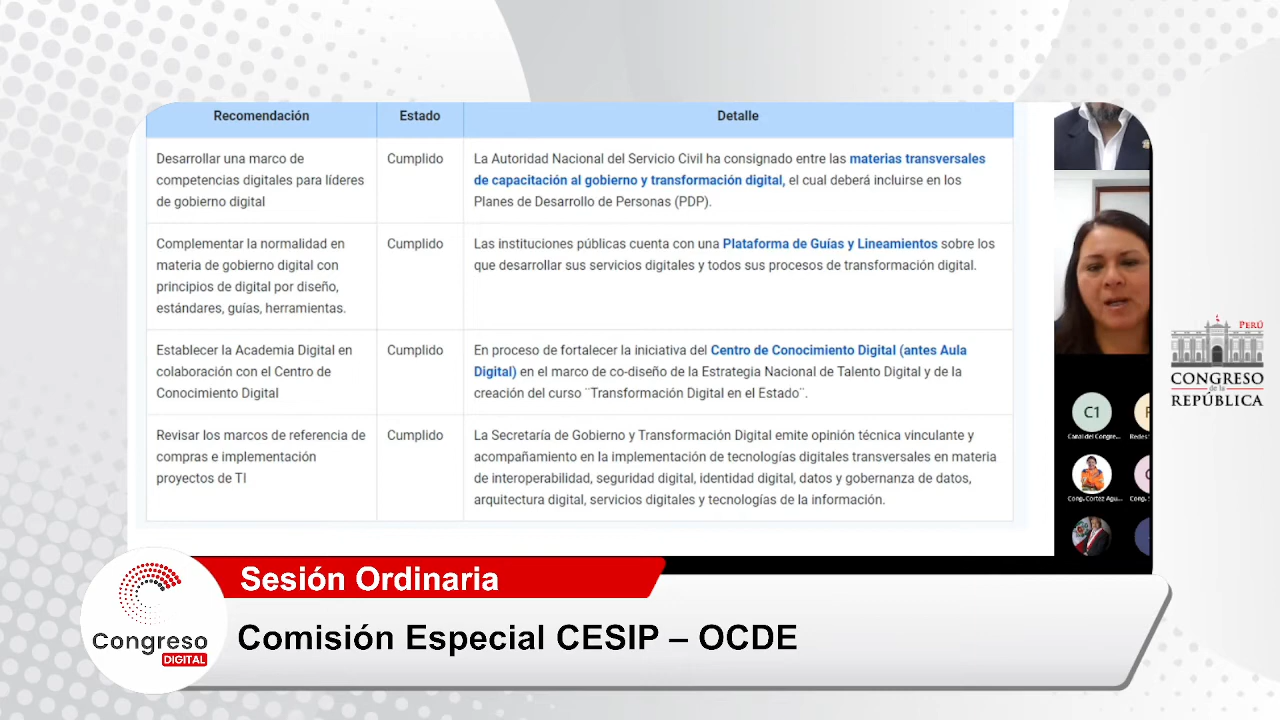 Recomendación Estado Detalle
Desarrollar una marco de
competencias digitales para líderes
de gobierno digital
Cumplido
La Autoridad Nacional del Servicio Civil ha consignado entre las materias transversales
de capacitación al gobierno y transformación digital, el cual deberá incluirse en los
Planes de Desarrollo de Personas (PDP).
Complementar la normalidad en
materia de gobierno digital con
principios de digital por diseño,
estándares, guías, herramientas.
Cumplido
Las instituciones públicas cuenta con una Plataforma de Guías y Lineamientos sobre los
que desarrollar sus servicios digitales y todos sus procesos de transformación digital.
Establecer la Academia Digital en
colaboración con el Centro de
Conocimiento Digital
Cumplido
En proceso de fortalecer la iniciativa del Centro de Conocimiento Digital (antes Aula
Digital) en el marco de co-diseño de la Estrategia Nacional de Talento Digital y de la
creación del curso ¨Transformación Digital en el Estado¨.
Revisar los marcos de referencia de
compras e implementación
proyectos de TI
Cumplido
La Secretaría de Gobierno y Transformación Digital emite opinión técnica vinculante y
acompañamiento en la implementación de tecnologías digitales transversales en materia
de interoperabilidad, seguridad digital, identidad digital, datos y gobernanza de datos,
arquitectura digital, servicios digitales y tecnologías de la información.
C1
Canal del Congre...
Redes
Cong. Cortez Agu...
Cong.
PERÚ
CONGRESO
de la
REPÚBLICA
Congreso
DIGITAL
Sesión Ordinaria
Comisión Especial CESIP – OCDE